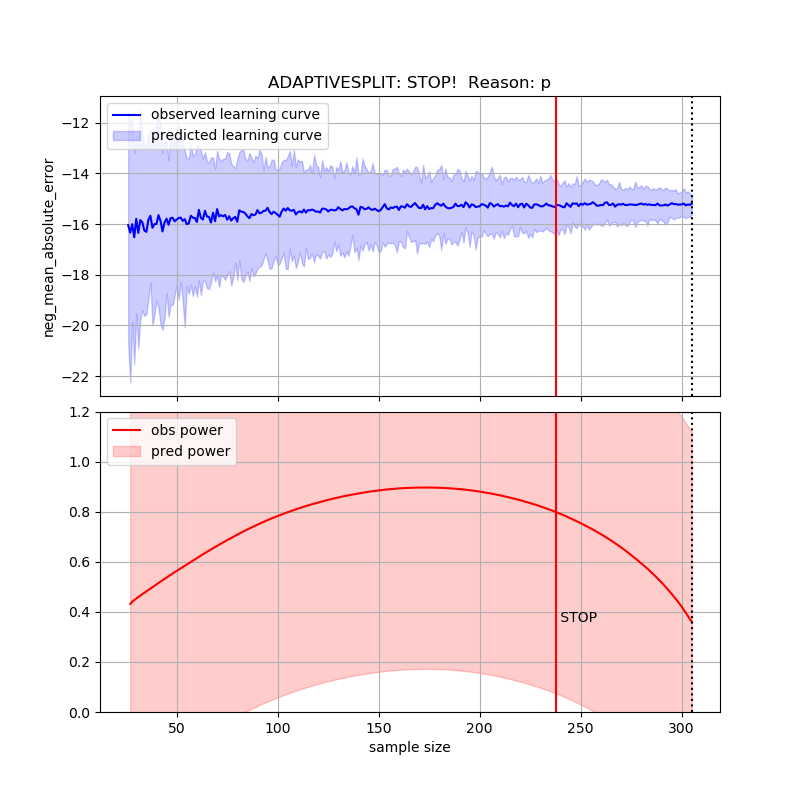 ADAPTIVESPLIT: STOP!  Reason: p
observed learning curve
predicted learning curve
neg_mean_absolute_error
−12
−14
−16
−18
−20
−22
obs power
pred power
1.2
1.0
0.8
0.6
0.4
0.2
0.0
STOP
50 100 150 200 250 300
sample size